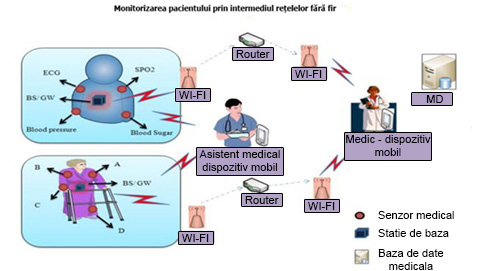 Monitorizarea pacientului prin intermediul rețelelor fără fir
Router
WI-FI
WI-FI
ECG
SPO2
BS/GW
Blood pressure
Blood Sugar
MD
Asistent medical
dispozitiv mobil
Medic - dispozitiv
mobil
B
A
BS/GW
C
D
Router
WI-FI
WI-FI
Senzor medical
Statie de baza
Baza de date
medicala